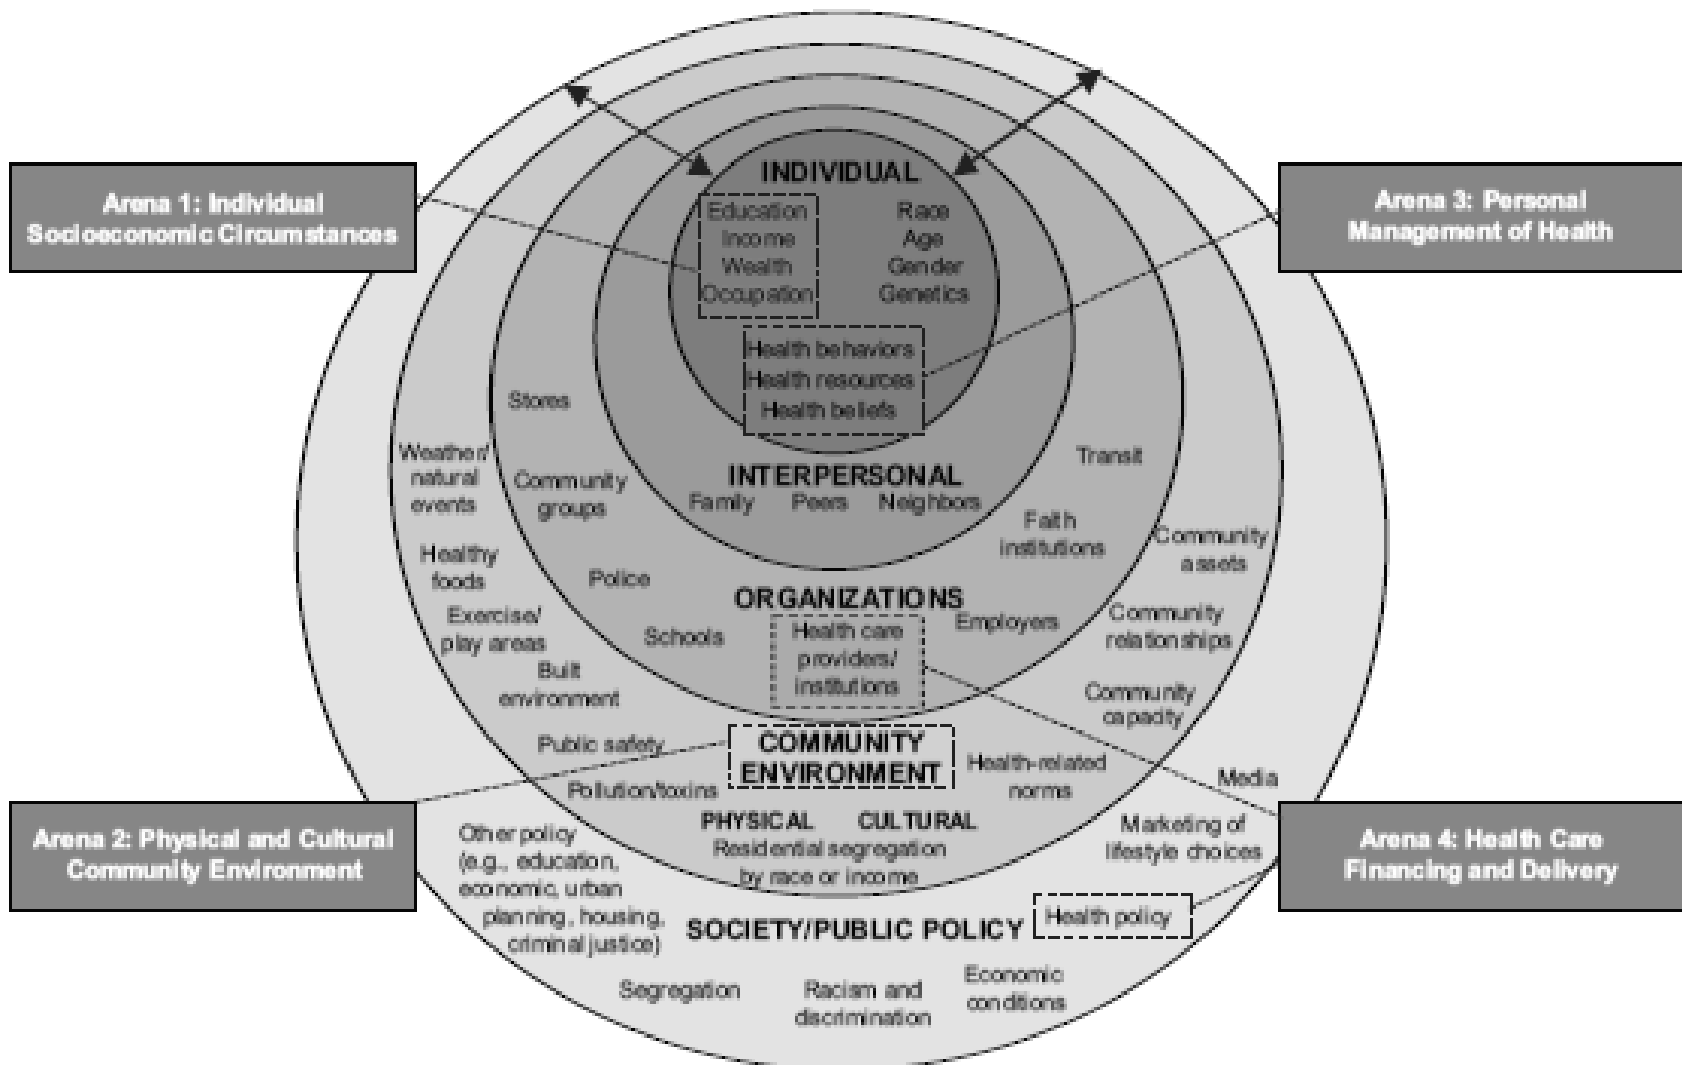 INDIVIDUAL
Education
Income
Wealth
Occupation
Race
Age
Gender
Genetics
Health behaviors
Health resources
Health beliefs
Arena 1: Individual
Socioeconomic Circumstances
Arena 3: Personal
Management of Health
INTERPERSONAL
Family Peers Neighbors
Stores
Community
groups
Police
Schools
ORGANIZATIONS
Health care
providers/
institutions
Transit
Faith
institutions
Employers
Weather/
natural
events
Healthy
foods
Exercise/
play areas
Built
environment
Public safety
Pollution/toxins
COMMUNITY
ENVIRONMENT
PHYSICAL CULTURAL
Residential segregation
by race or income
Community
assets
Community
relationships
Community
capacity
Health-related
norms
Arena 2: Physical and Cultural
Community Environment
Arena 4: Health Care
Financing and Delivery
Other policy
(e.g., education,
economic, urban
planning, housing,
criminal justice)
SOCIETY/PUBLIC POLICY
Health policy
Media
Marketing of
lifestyle choices
Segregation
Racism and
discrimination
Economic
conditions